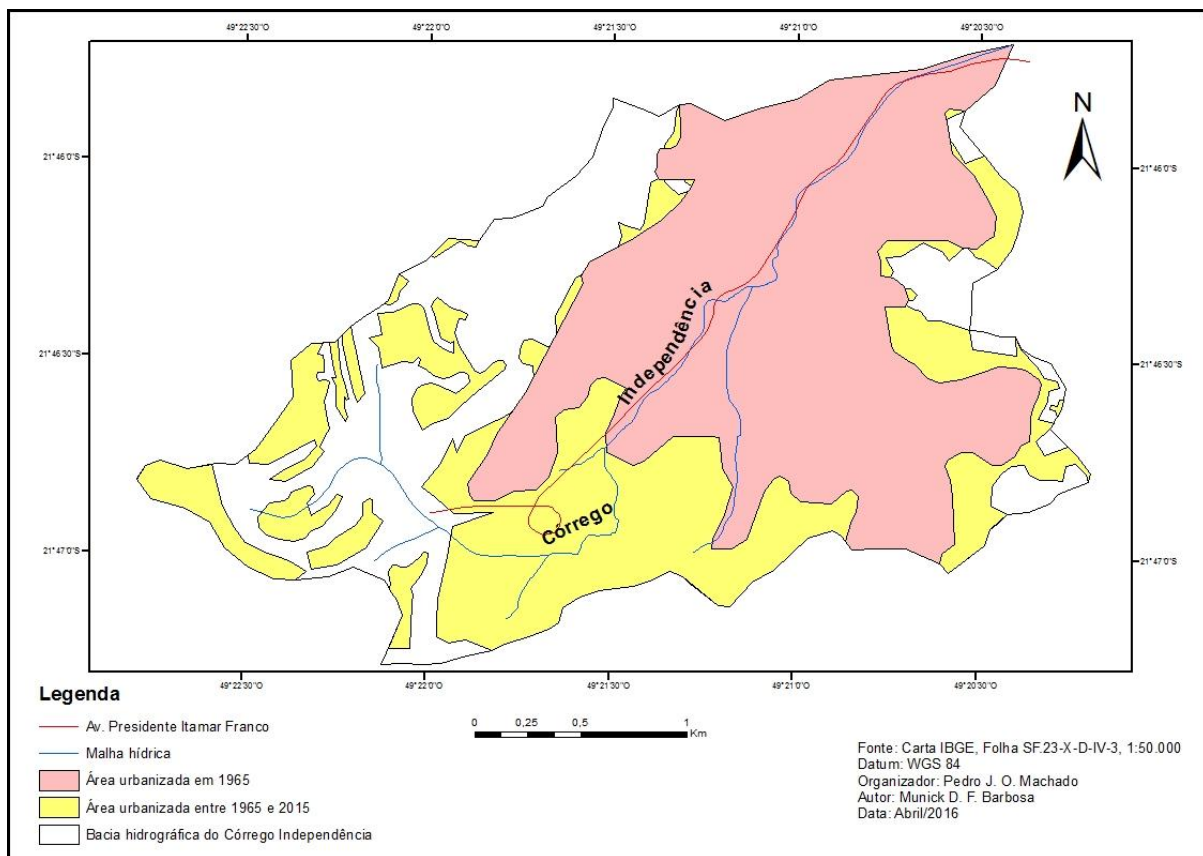 49°22'30"O
49°22'0"O
49°21'30"O
49°21'0"O
49°20'30"O
N
21°46'0"S
21°46'0"S
Independência
21°46'30"S
21°46'30"S
Córrego
21°47'0"S
21°47'0"S
49°22'30"O
49°22'0"O
49°21'30"O
49°21'0"O
49°20'30"O
Legenda
Av. Presidente Itamar Franco
Malha hídrica
Área urbanizada em 1965
Área urbanizada entre 1965 e 2015
Bacia hidrográfica do Córrego Independência
0 0,25 0,5 1
Km
Fonte: Carta IBGE, Folha SF.23-X-D-IV-3, 1:50.000
Datum: WGS 84
Organizador: Pedro J. O. Machado
Autor: Munick D. F. Barbosa
Data: Abril/2016